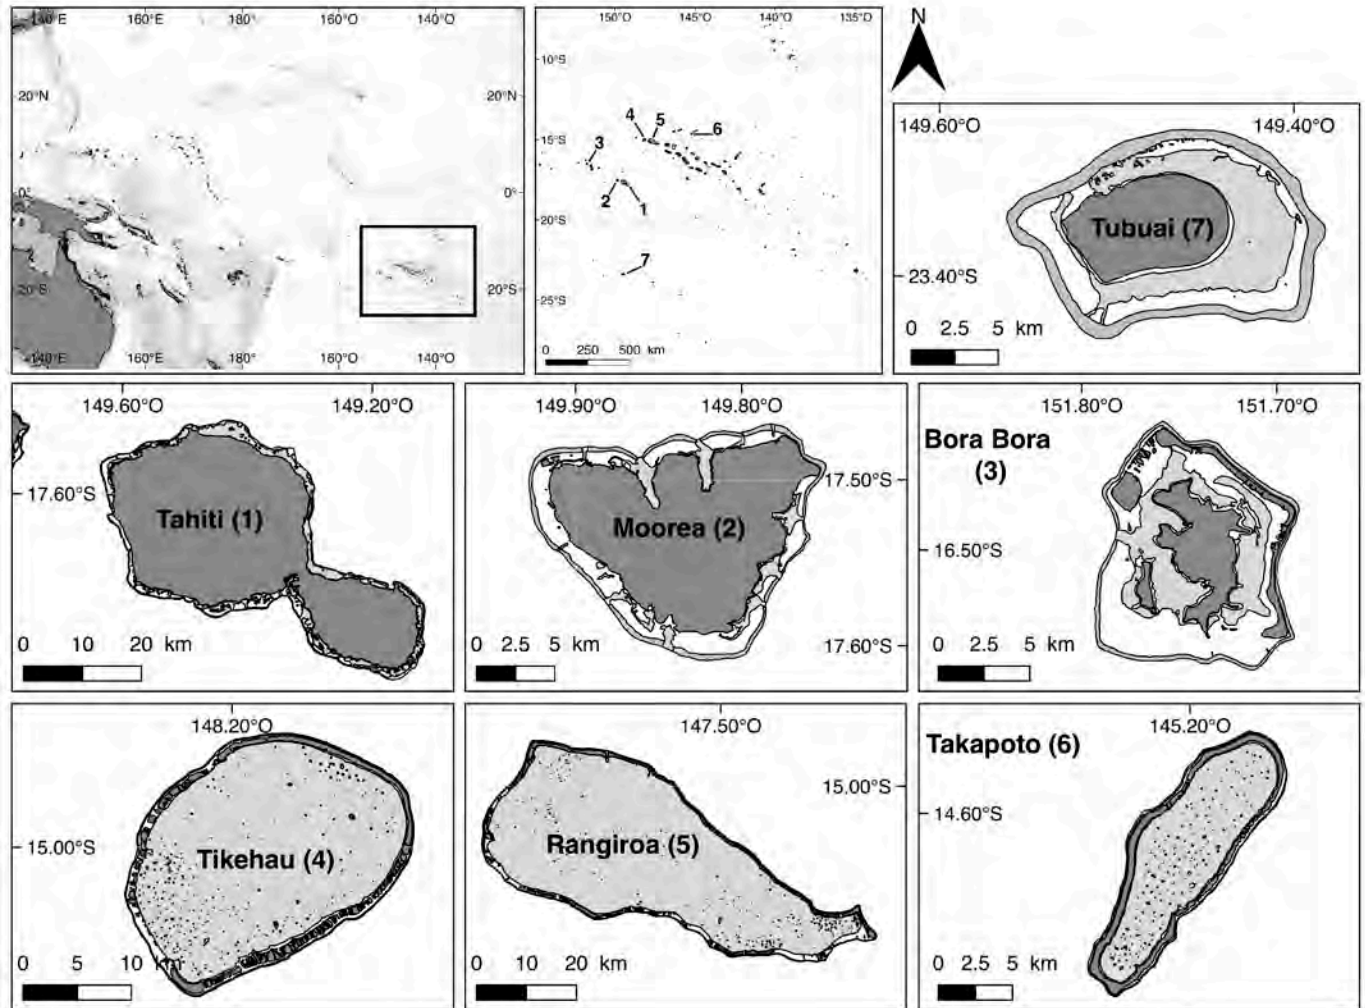 140°E 160°E 180° 160°O 140°O
20°N 20°N
0° 0°
20°S 20°S
140°E 160°E 180° 160°O 140°O
150°O 145°O 140°O 135°O
10°S
15°S
20°S
25°S
4 5 6
3
2 1
7
0 250 500 km
N
149.60°O 149.40°O
Tubuai (7)
23.40°S
0 2.5 5 km
149.60°O 149.20°O
17.60°S
Tahiti (1)
0 10 20 km
149.90°O 149.80°O
17.50°S
Moorea (2)
0 2.5 5 km
17.60°S
151.80°O 151.70°O
Bora Bora
(3)
16.50°S
0 2.5 5 km
148.20°O
15.00°S
Tikehau (4)
0 5 10 km
147.50°O
15.00°S
Rangiroa (5)
0 10 20 km
Takapoto (6)
145.20°O
14.60°S
0 2.5 5 km